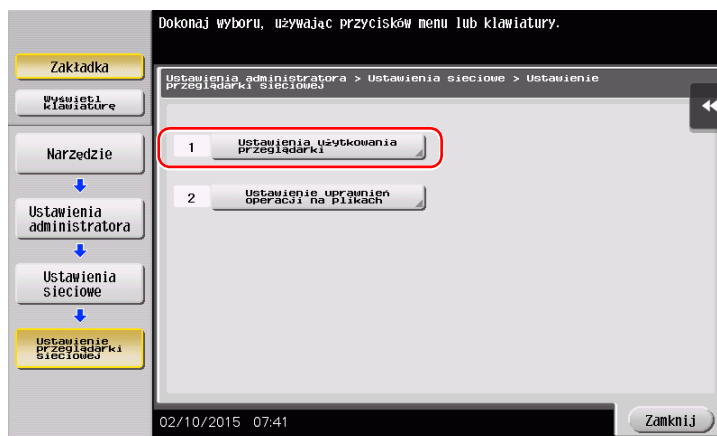 Dokonaj wyboru, używając przycisków menu lub klawiatury.
Zakładka
Wyświetl
klawiaturę
Narzędzie
Ustawienia
administratora
Ustawienia
sieciowe
Ustawienie
przeglądarki
sieciowej
Ustawienia administratora > Ustawienia sieciowe > Ustawienie
przeglądarki sieciowej
1 Ustawienia użytkowania
przeglądarki
2 Ustawienie uprawnień
operacji na plikach
02/10/2015 07:41
Zamknij